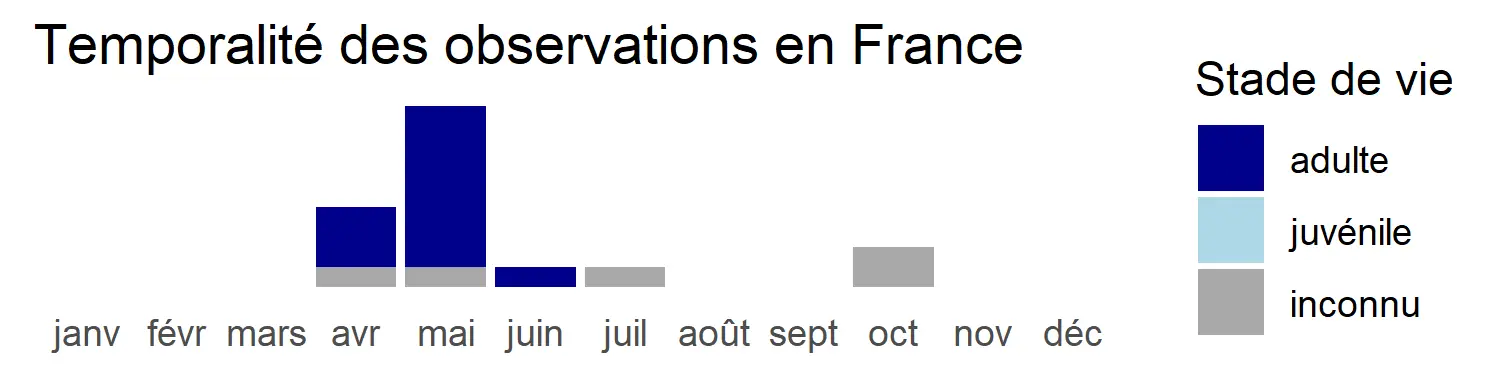 Temporalité des observations en France
Stade de vie
adulte
juvénile
inconnu
janv févr mars avr mai juin juil août sept oct nov déc